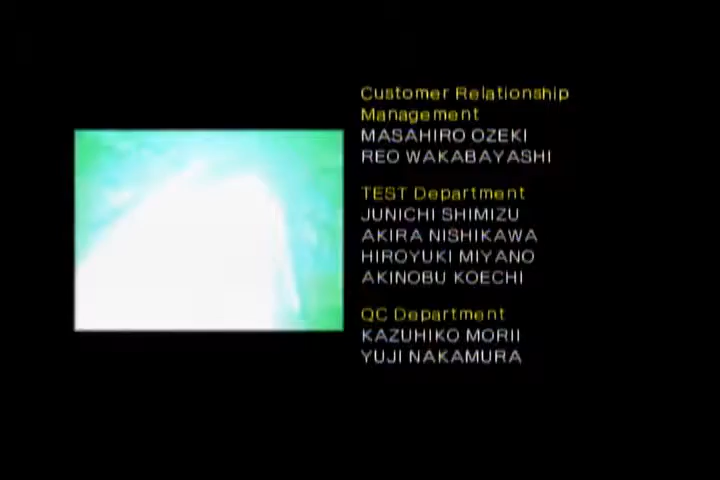 Customer Relationship
Management
MASAHIRO OZEKI
REO WAKABAYASHI
TEST Department
JUNICHI SHIMIZU
AKIRA NISHIKAWA
HIROYUKI MIYANO
AKINOBU KOECHI
QC Department
KAZUHIKO MORII
YUJI NAKAMURA